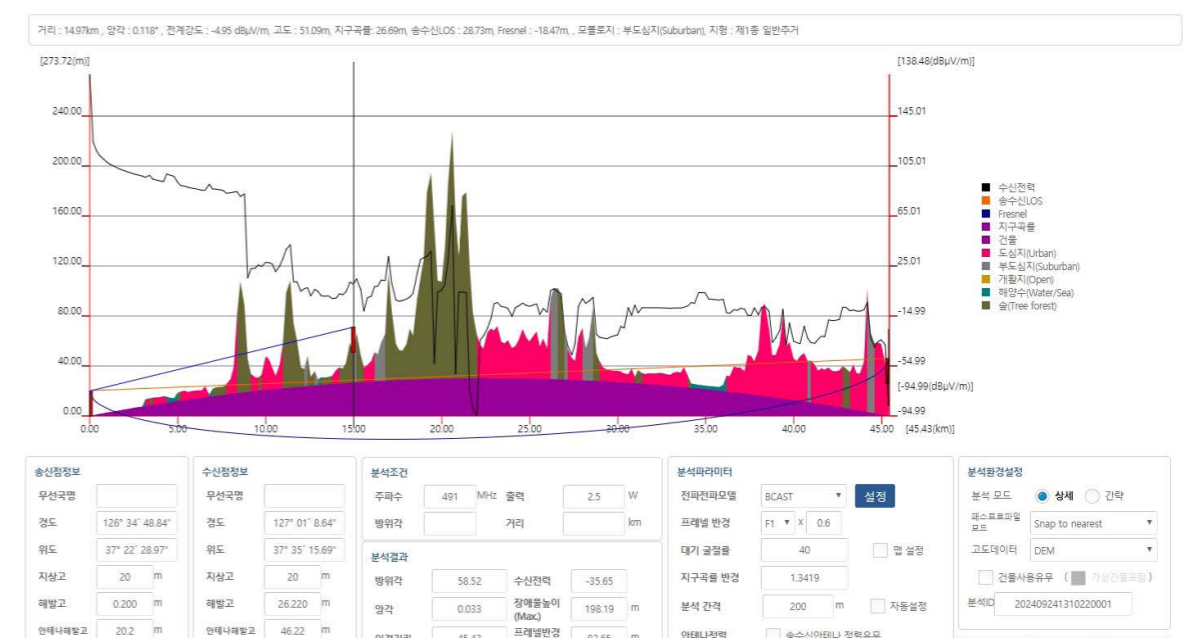 거리 : 14.97km , 앙각 : 0.118° , 전계강도 : -4.95 dBμV/m, 고도 : 51.09m, 지구곡률: 26.69m, 송수신LOS : 28.73m, Fresnel : -18.47m, , 모폴로지 : 부도심지(Suburban), 지형 : 제1종 일반주거
[273.72(m)]
[138.48(dBμV/m)]
240.00
145.01
200.00
105.01
160.00
65.01
120.00
25.01
80.00
-14.99
40.00
-54.99
[-94.99(dBμV/m)]
0.00
-94.99
0.00 5.00 10.00 15.00 20.00 25.00 30.00 35.00 40.00 45.00 [45.43(km)]
수신전력
송수신LOS
Fresnel
지구곡률
건물
도심지(Urban)
부도심지(Suburban)
개활지(Open)
해양수(Water/Sea)
숲(Tree forest)
송신점정보
무선국명
경도 126° 34´ 48.84"
위도 37° 22´ 28.97"
지상고 20 m
해발고 0.200 m
안테나해발고 20.2 m
수신점정보
무선국명
경도 127° 01´ 8.64"
위도 37° 35´ 15.69"
지상고 20 m
해발고 26.220 m
안테나해발고 46.22 m
분석조건
주파수 491 MHz 출력 2.5 W
방위각 거리 km
분석결과
방위각 58.52 수신전력 -35.65
앙각 0.033 장애물높이(Max.) 198.19 m
45.43 프레넬반경 m
분석파라미터
전파전파모델 BCAST 설정
프레넬 반경 F1 X 0.6
대기 굴절률 40 맵 설정
지구곡률 반경 1.3419
분석 간격 200 m 자동설정
안테나정력 송수신안테나 정력유무
분석환경설정
분석 모드 상세 간략
패스프로파일 모드 Snap to nearest
고도데이터 DEM
건물사용유무 ( 가상건물포함 )
분석ID 202409241310220001